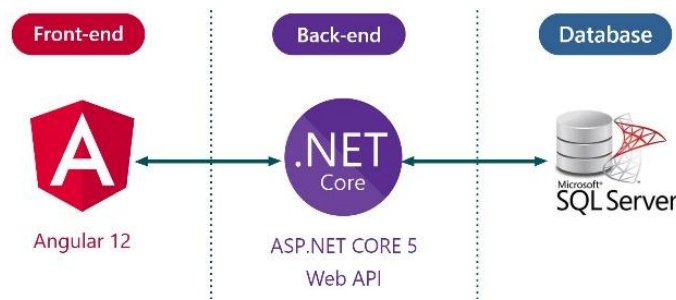 Front-end
Back-end
Database
A
.NET
Core
Microsoft®
SQL Server
Angular 12
ASP.NET CORE 5
Web API